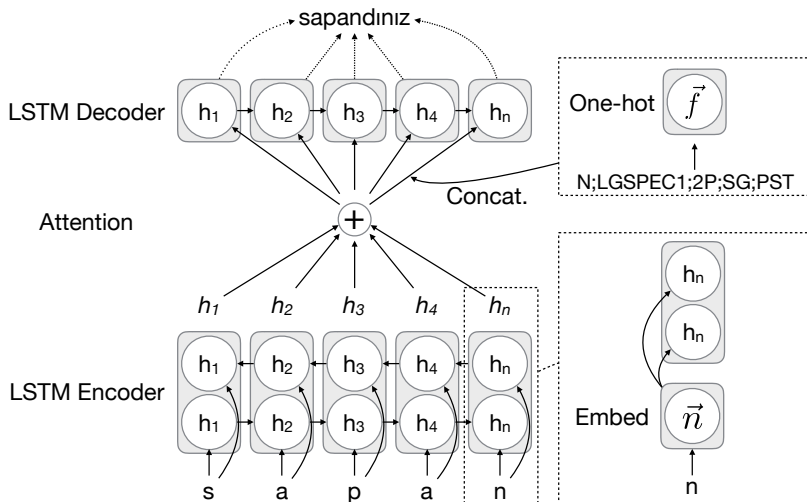 sapandınız
LSTM Decoder
h1 h2 h3 h4 hn
One-hot
f⃗
N;LGSPEC1;2P;SG;PST
Concat.
Attention
+
h1 h2 h3 h4 hn
LSTM Encoder
h1 h2 h3 h4 hn
h1 h2 h3 h4 hn
s a p a n
hn
hn
Embed
n⃗
n